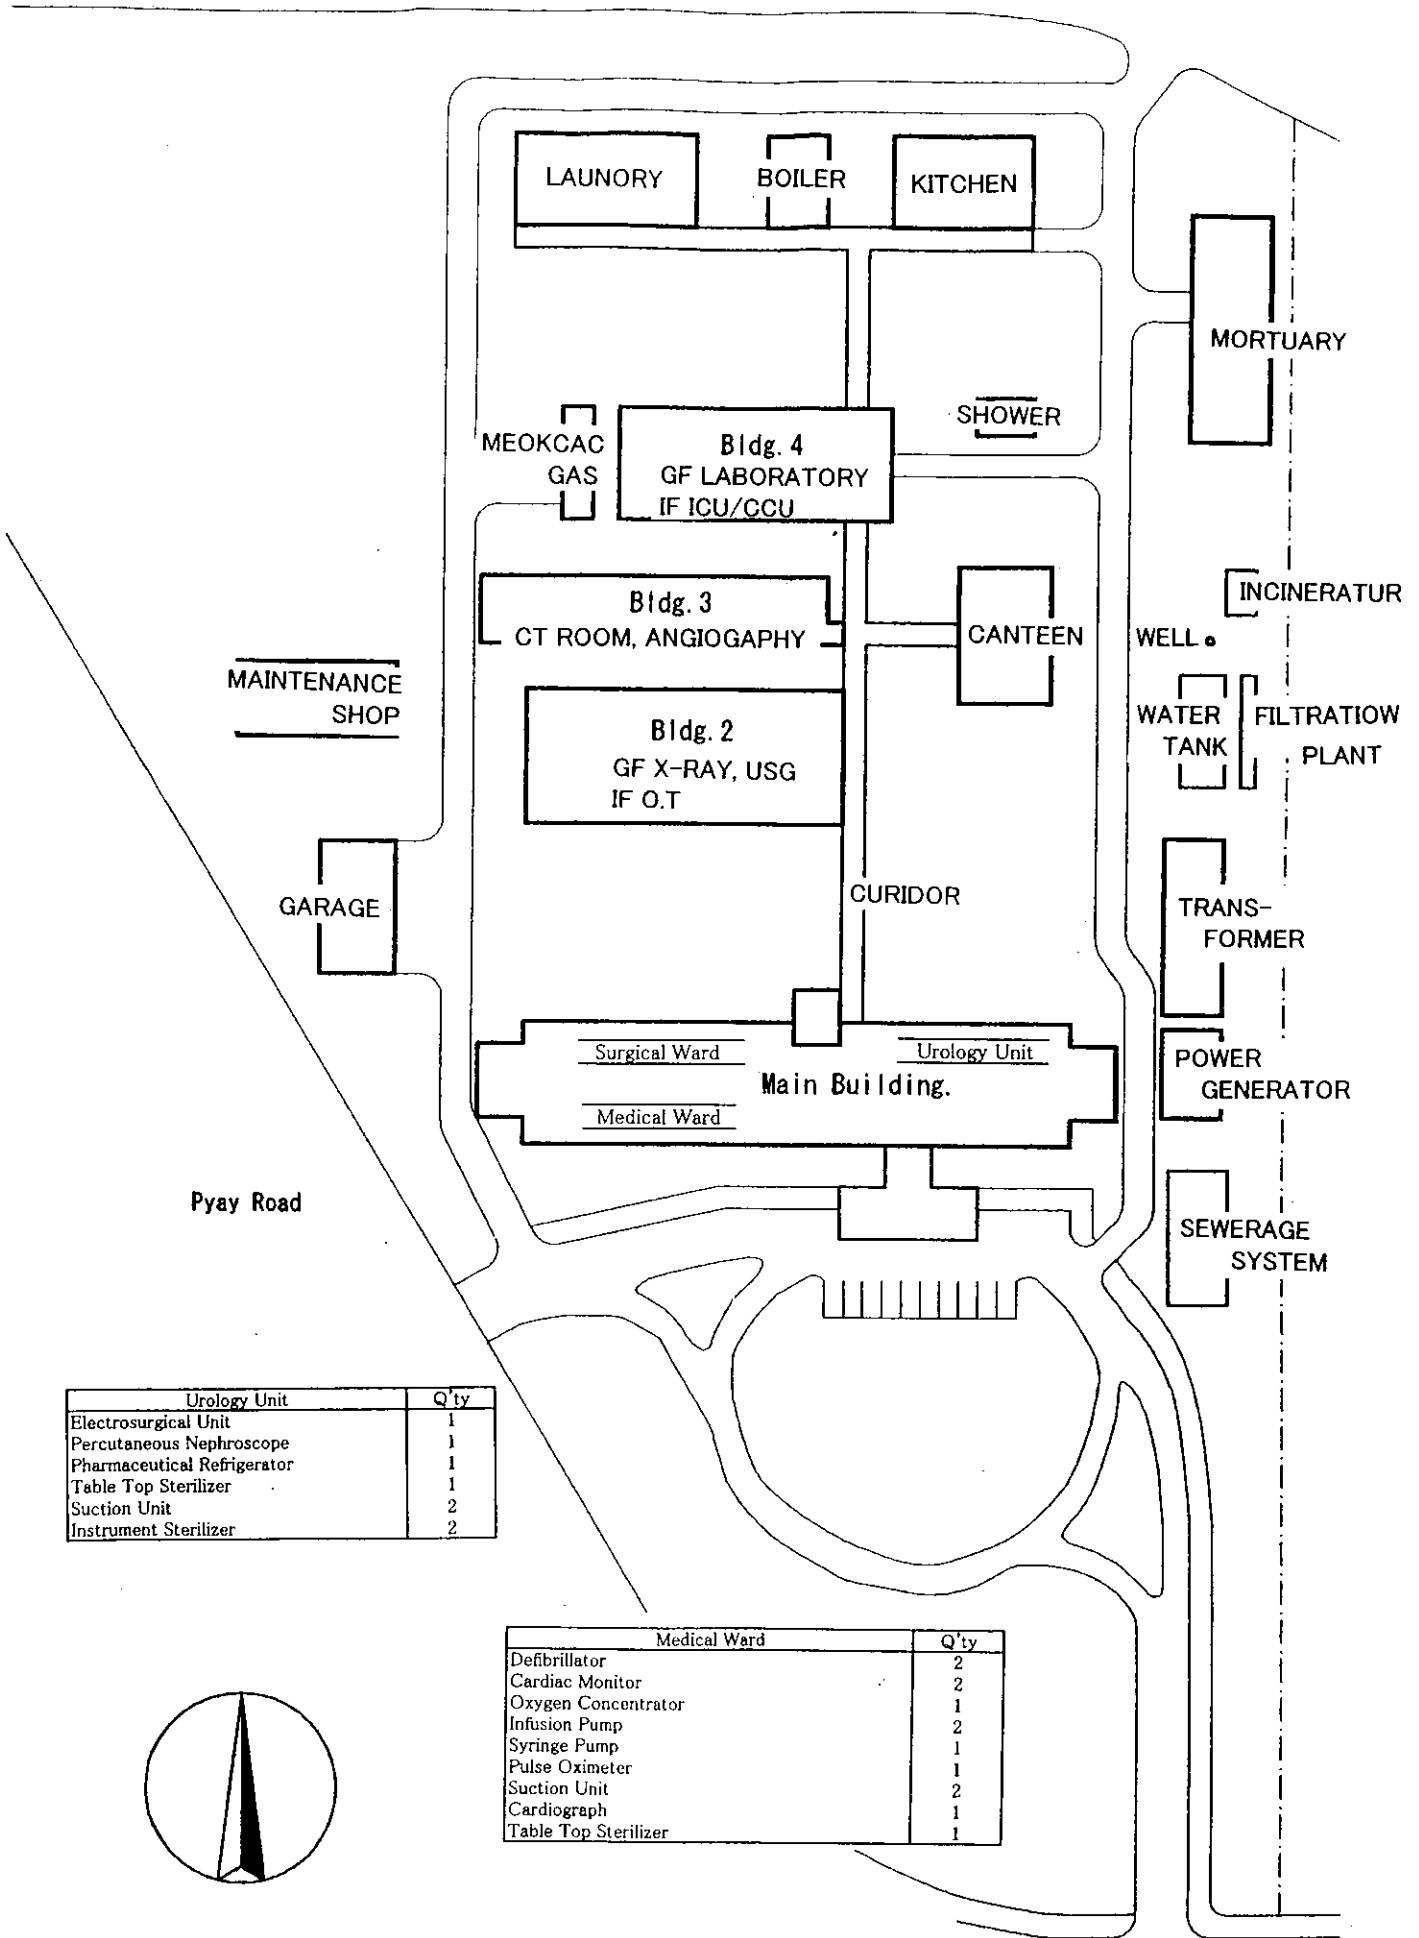 LAUNORY
BOILER
KITCHEN
MORTUARY
SHOWER
MEOKCAC
GAS
Bldg. 4
GF LABORATORY
IF ICU/CCU
INCINERATUR
Bldg. 3
CT ROOM, ANGIOGAPHY
CANTEEN
WELL
MAINTENANCE
SHOP
WATER
TANK
FILTRATIOW
PLANT
Bldg. 2
GF X-RAY, USG
IF O.T
GARAGE
CURIDOR
TRANS-
FORMER
Surgical Ward
Urology Unit
Main Building.
Medical Ward
POWER
GENERATOR
Pyay Road
SEWERAGE
SYSTEM
Urology Unit Q'ty
Electrosurgical Unit 1
Percutaneous Nephroscope 1
Pharmaceutical Refrigerator 1
Table Top Sterilizer 1
Suction Unit 2
Instrument Sterilizer 2
Medical Ward Q'ty
Defibrillator 2
Cardiac Monitor 2
Oxygen Concentrator 1
Infusion Pump 2
Syringe Pump 1
Pulse Oximeter 1
Suction Unit 2
Cardiograph 1
Table Top Sterilizer 1